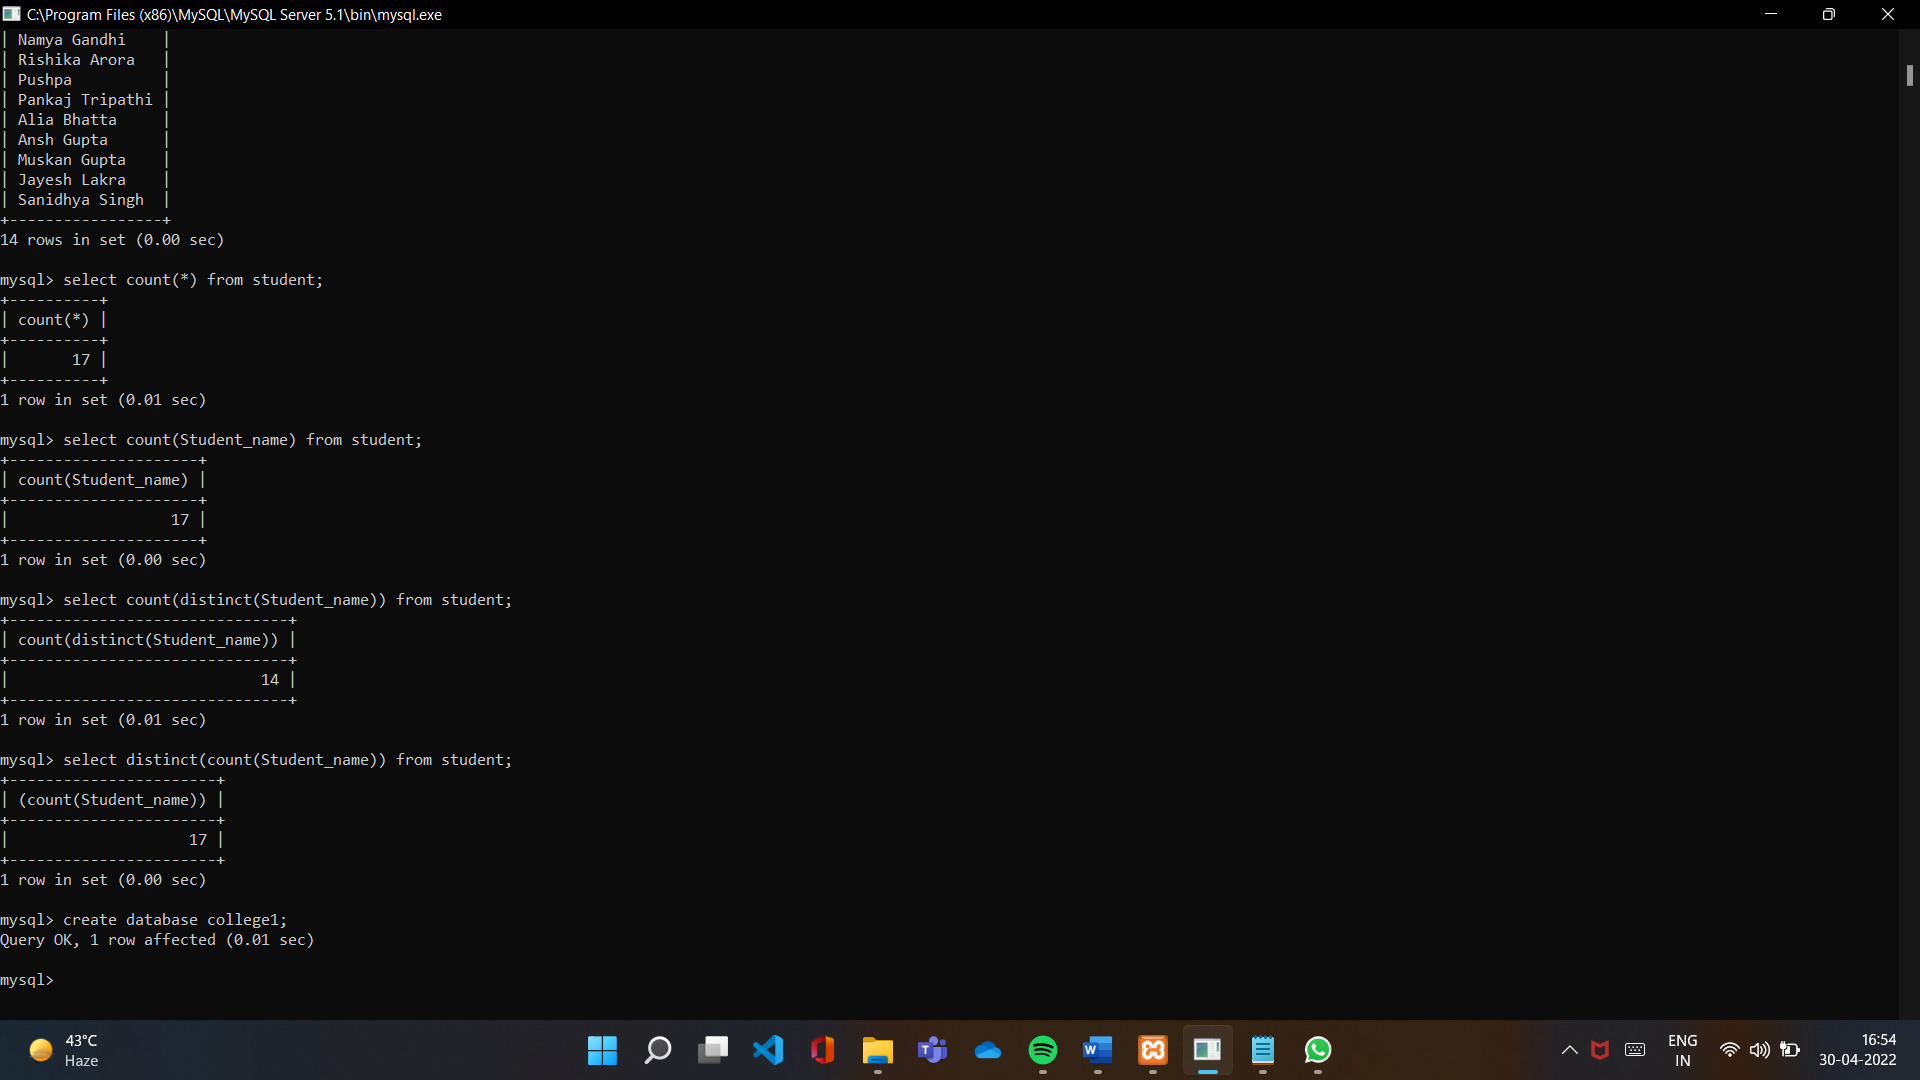 C:\Program Files (x86)\MySQL\MySQL Server 5.1\bin\mysql.exe
| Namya Gandhi    |
| Rishika Arora   |
| Pushpa          |
| Pankaj Tripathi |
| Alia Bhatta     |
| Ansh Gupta      |
| Muskan Gupta    |
| Jayesh Lakra    |
| Sanidhya Singh  |
+-----------------+
14 rows in set (0.00 sec)
mysql> select count(*) from student;
+----------+
| count(*) |
+----------+
|       17 |
+----------+
1 row in set (0.01 sec)
mysql> select count(Student_name) from student;
+---------------------+
| count(Student_name) |
+---------------------+
|                  17 |
+---------------------+
1 row in set (0.00 sec)
mysql> select count(distinct(Student_name)) from student;
+-------------------------------+
| count(distinct(Student_name)) |
+-------------------------------+
|                            14 |
+-------------------------------+
1 row in set (0.01 sec)
mysql> select distinct(count(Student_name)) from student;
+-----------------------+
| (count(Student_name)) |
+-----------------------+
|                    17 |
+-----------------------+
1 row in set (0.00 sec)
mysql> create database college1;
Query OK, 1 row affected (0.01 sec)
mysql>
43°C
Haze
ENG
IN
16:54
30-04-2022